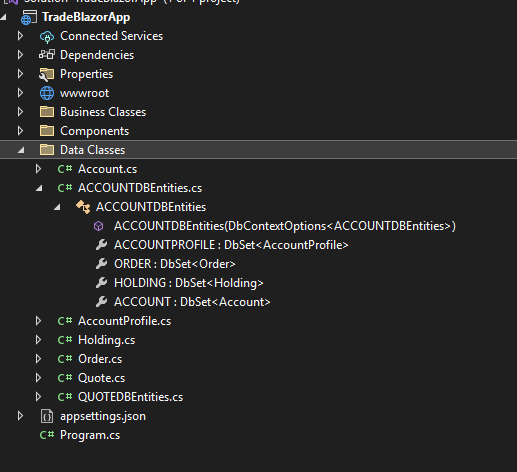 TradeBlazorApp
Connected Services
Dependencies
Properties
wwwroot
Business Classes
Components
Data Classes
C# Account.cs
C# ACCOUNTDBEntities.cs
ACCOUNTDBEntities
ACCOUNTDBEntities(DbContextOptions<ACCOUNTDBEntities>)
ACCOUNTPROFILE : DbSet<AccountProfile>
ORDER : DbSet<Order>
HOLDING : DbSet<Holding>
ACCOUNT : DbSet<Account>
C# AccountProfile.cs
C# Holding.cs
C# Order.cs
C# Quote.cs
C# QUOTEDBEntities.cs
appsettings.json
C# Program.cs